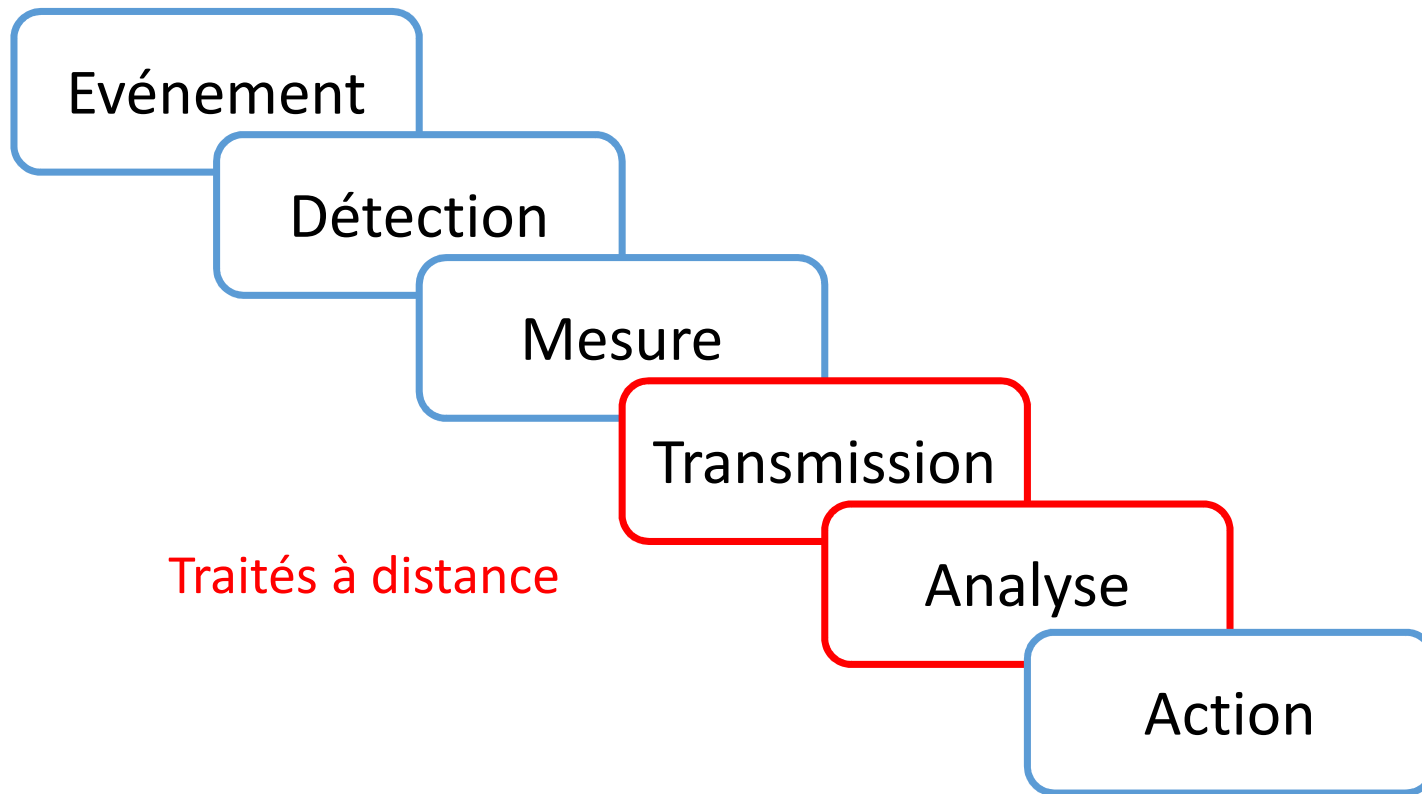 Evénement
Détection
Mesure
Transmission
Traités à distance
Analyse
Action